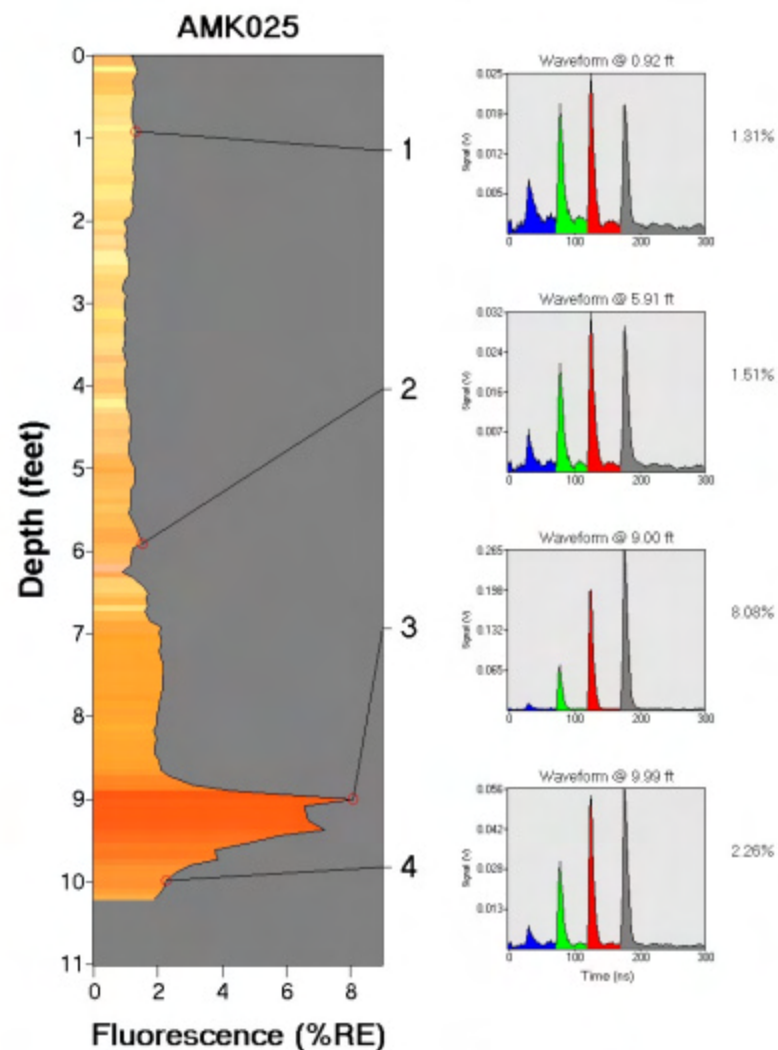 AMK025
Depth (feet)
0
1
2
3
4
5
6
7
8
9
10
11
0 2 4 6 8
Fluorescence (%RE)
1
2
3
4
Waveform @ 0.92 ft
Signal (V)
0.025
0.019
0.012
0.005
0 100 200 300
1.31%
Waveform @ 5.91 ft
Signal (V)
0.032
0.024
0.016
0.007
0 100 200 300
1.51%
Waveform @ 9.00 ft
Signal (V)
0.265
0.198
0.132
0.065
0 100 200 300
8.08%
Waveform @ 9.99 ft
Signal (V)
0.056
0.042
0.028
0.013
0 100 200 300
Time (ns)
2.26%